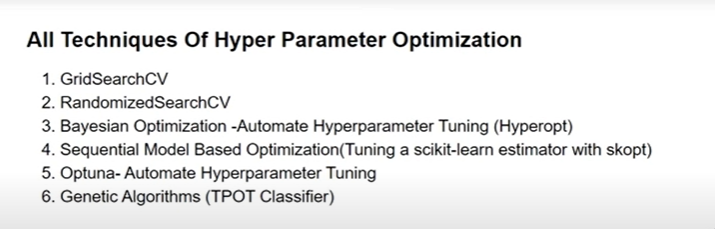 All Techniques Of Hyper Parameter Optimization
1. GridSearchCV
2. RandomizedSearchCV
3. Bayesian Optimization -Automate Hyperparameter Tuning (Hyperopt)
4. Sequential Model Based Optimization(Tuning a scikit-learn estimator with skopt)
5. Optuna- Automate Hyperparameter Tuning
6. Genetic Algorithms (TPOT Classifier)